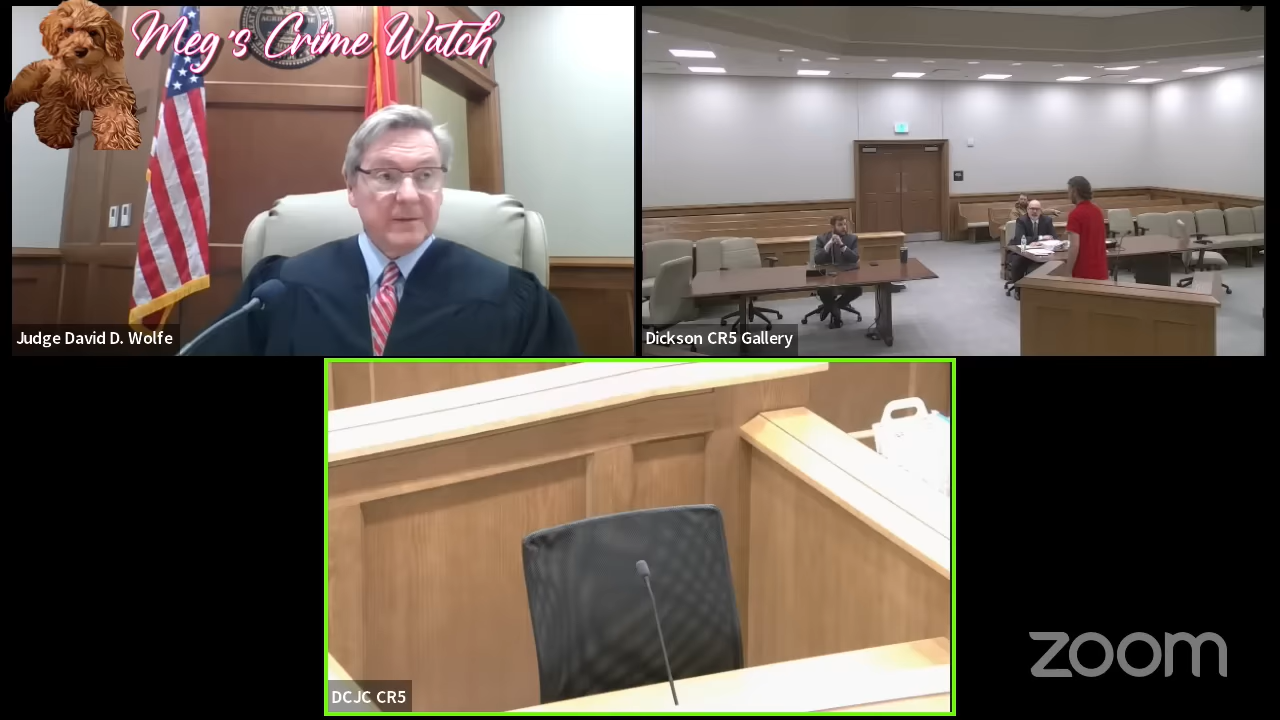 Meg's Crime Watch
Judge David D. Wolfe
Dickson CR5 Gallery
DCJC CR5
zoom